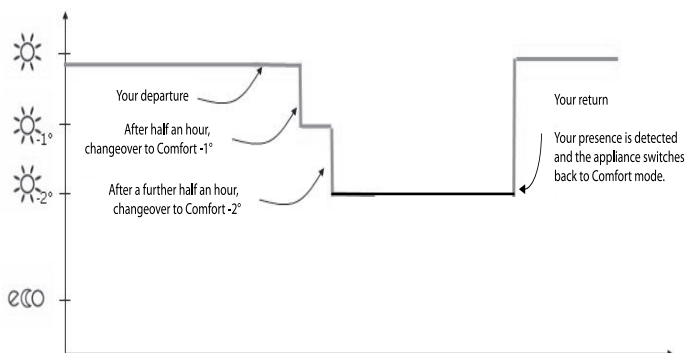 Your departure
After half an hour,
changeover to Comfort -1°
After a further half an hour,
changeover to Comfort -2°
Your return
Your presence is detected
and the appliance switches
back to Comfort mode.
-1°
-2°
eco